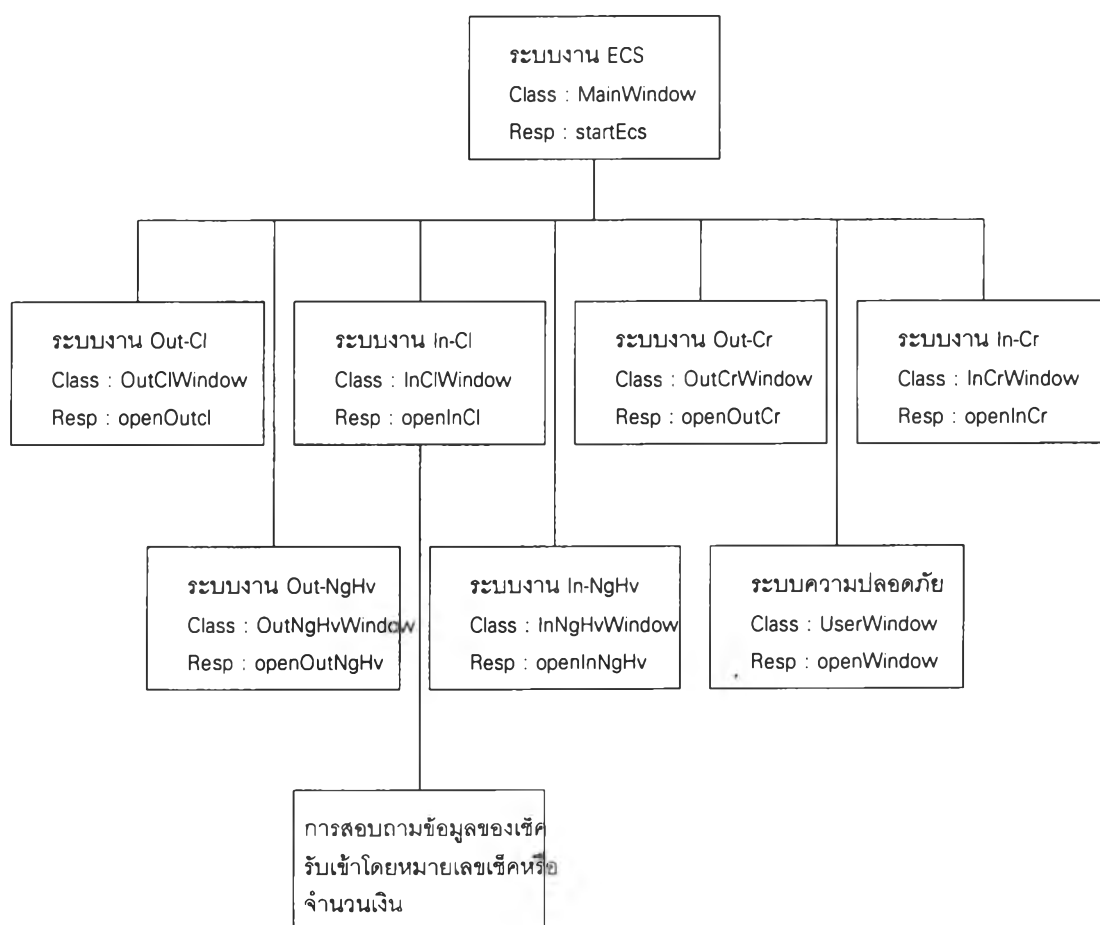 ระบบงาน ECS
Class : MainWindow
Resp : startEcs
ระบบงาน Out-Cl
Class : OutClWindow
Resp : openOutcl
ระบบงาน In-Cl
Class : InClWindow
Resp : openInCl
ระบบงาน Out-Cr
Class : OutCrWindow
Resp : openOutCr
ระบบงาน In-Cr
Class : InCrWindow
Resp : openInCr
ระบบงาน Out-NgHv
Class : OutNgHvWindow
Resp : openOutNgHv
ระบบงาน In-NgHv
Class : InNgHvWindow
Resp : openInNgHv
ระบบความปลอดภัย
Class : UserWindow
Resp : openWindow
การสอบถามข้อมูลของเช็ค
รับเข้าโดยหมายเลขเช็คหรือ
จำนวนเงิน